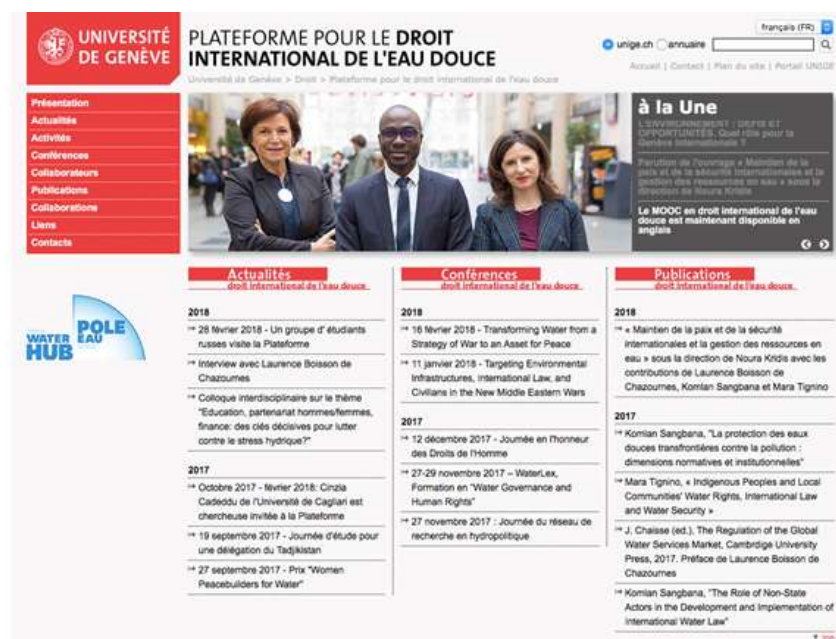 UNIVERSITÉ
DE GENÈVE
PLATEFORME POUR LE DROIT
INTERNATIONAL DE L'EAU DOUCE
Université de Genève > Droit > Plateforme pour le droit international de l'eau douce
français (FR)
unige.ch annuaire
Accueil | Contact | Plan du site | Portail UNIGE
Présentation
Actualités
Activités
Conférences
Collaborateurs
Publications
Collaborations
Liens
Contacts
à la Une
L'ENVIRONNEMENT : DÉFIS ET
OPPORTUNITÉS. Quel rôle pour la
Genève internationale ?
Parution de l'ouvrage « Maintien de la
paix et de la sécurité internationales et la
gestion des ressources en eau » sous la
direction de Noura Kridis
Le MOOC en droit international de l'eau
douce est maintenant disponible en
anglais
WATER
HUB
POLE
EAU
Actualités
droit international de l'eau douce
2018
28 février 2018 - Un groupe d' étudiants
russes visite la Plateforme
Interview avec Laurence Boisson de
Chazournes
Colloque interdisciplinaire sur le thème
"Education, partenariat hommes/femmes,
finance: des clés décisives pour lutter
contre le stress hydrique?"
2017
Octobre 2017 - février 2018: Cinzia
Cadeddu de l'Université de Cagliari est
chercheuse invitée à la Plateforme
19 septembre 2017 - Journée d'étude pour
une délégation du Tadjikistan
27 septembre 2017 - Prix "Women
Peacebuilders for Water"
Conférences
droit international de l'eau douce
2018
16 février 2018 - Transforming Water from a
Strategy of War to an Asset for Peace
11 janvier 2018 - Targeting Environmental
Infrastructures, International Law, and
Civilians in the New Middle Eastern Wars
2017
12 décembre 2017 - Journée en l'honneur
des Droits de l'Homme
27-29 novembre 2017 – WaterLex,
Formation en "Water Governance and
Human Rights"
27 novembre 2017 : Journée du réseau de
recherche en hydropolitique
Publications
droit international de l'eau douce
2018
« Maintien de la paix et de la sécurité
internationales et la gestion des ressources en
eau » sous la direction de Noura Kridis avec les
contributions de Laurence Boisson de
Chazournes, Komlan Sangbana et Mara Tignino
2017
Komlan Sangbana, "La protection des eaux
douces transfrontières contre la pollution :
dimensions normatives et institutionnelles"
Mara Tignino, « Indigenous Peoples and Local
Communities' Water Rights, International Law
and Water Security »
J. Chaisse (ed.), The Regulation of the Global
Water Services Market, Cambrdige University
Press, 2017. Préface de Laurence Boisson de
Chazournes
Komlan Sangbana, "The Role of Non-State
Actors in the Development and Implementation of
International Water Law"